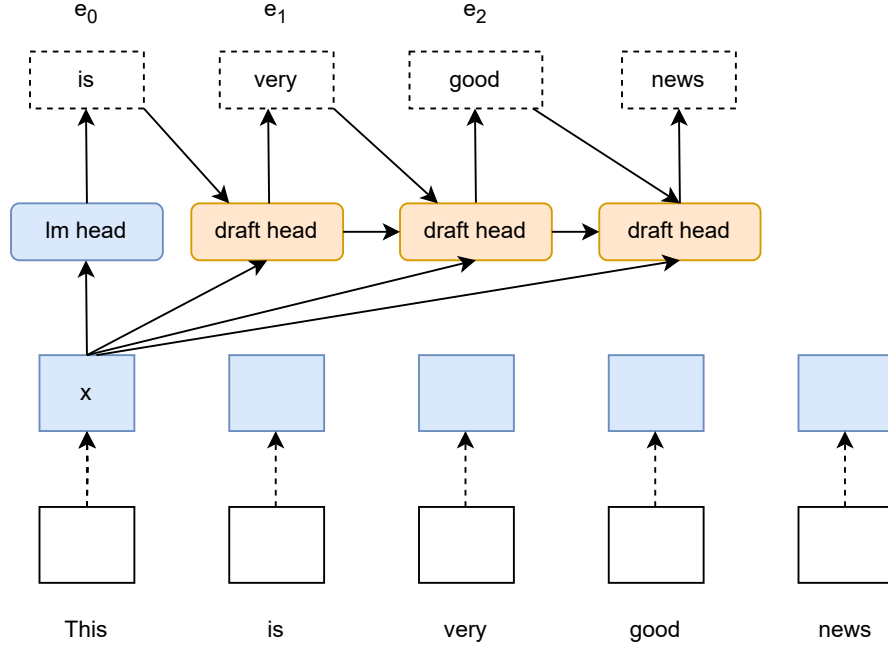 e₀ e₁ e₂
is very good news
lm head draft head draft head draft head
x
This is very good news